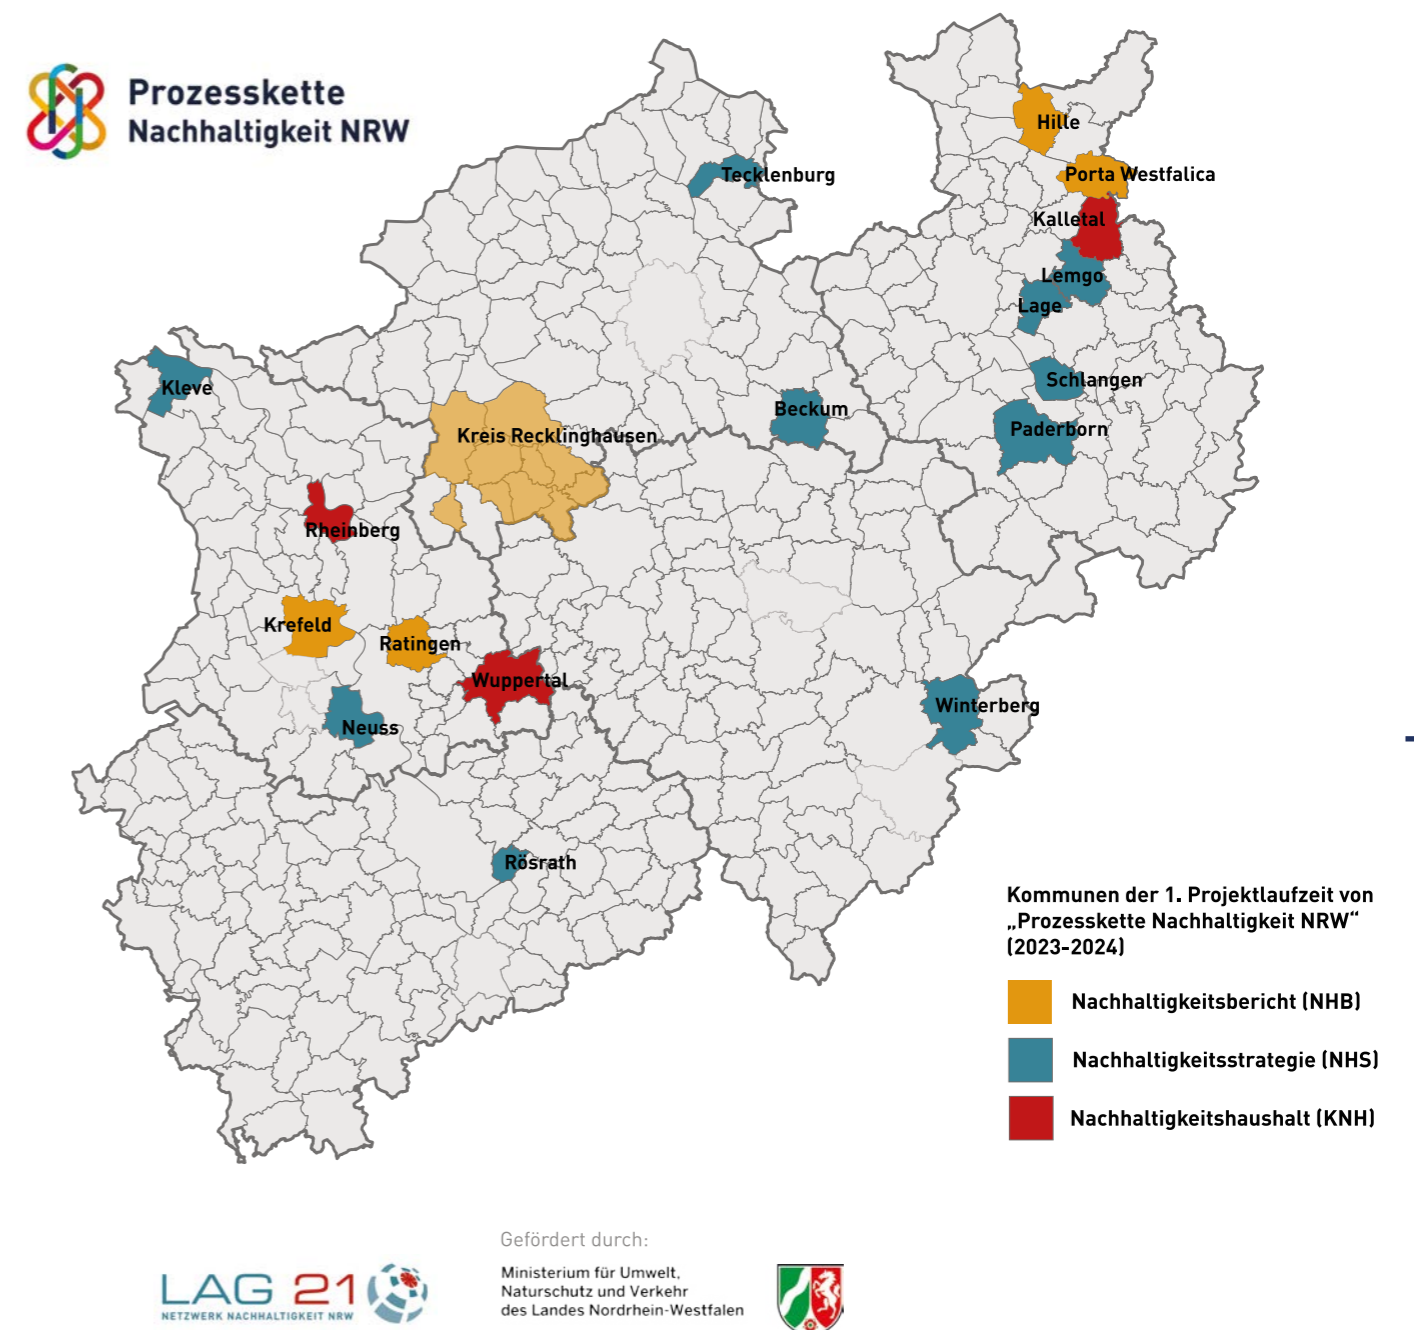 Prozesskette
Nachhaltigkeit NRW
Hille
Tecklenburg
Porta Westfalica
Kalletal
Lemgo
Lage
Schlangen
Kleve
Beckum
Paderborn
Kreis Recklinghausen
Rheinberg
Krefeld
Ratingen
Wuppertal
Winterberg
Neuss
Rösrath
Kommunen der 1. Projektlaufzeit von
„Prozesskette Nachhaltigkeit NRW“
(2023-2024)
Nachhaltigkeitsbericht (NHB)
Nachhaltigkeitsstrategie (NHS)
Nachhaltigkeitshaushalt (KNH)
Gefördert durch:
LAG 21
NETZWERK NACHHALTIGKEIT NRW
Ministerium für Umwelt,
Naturschutz und Verkehr
des Landes Nordrhein-Westfalen